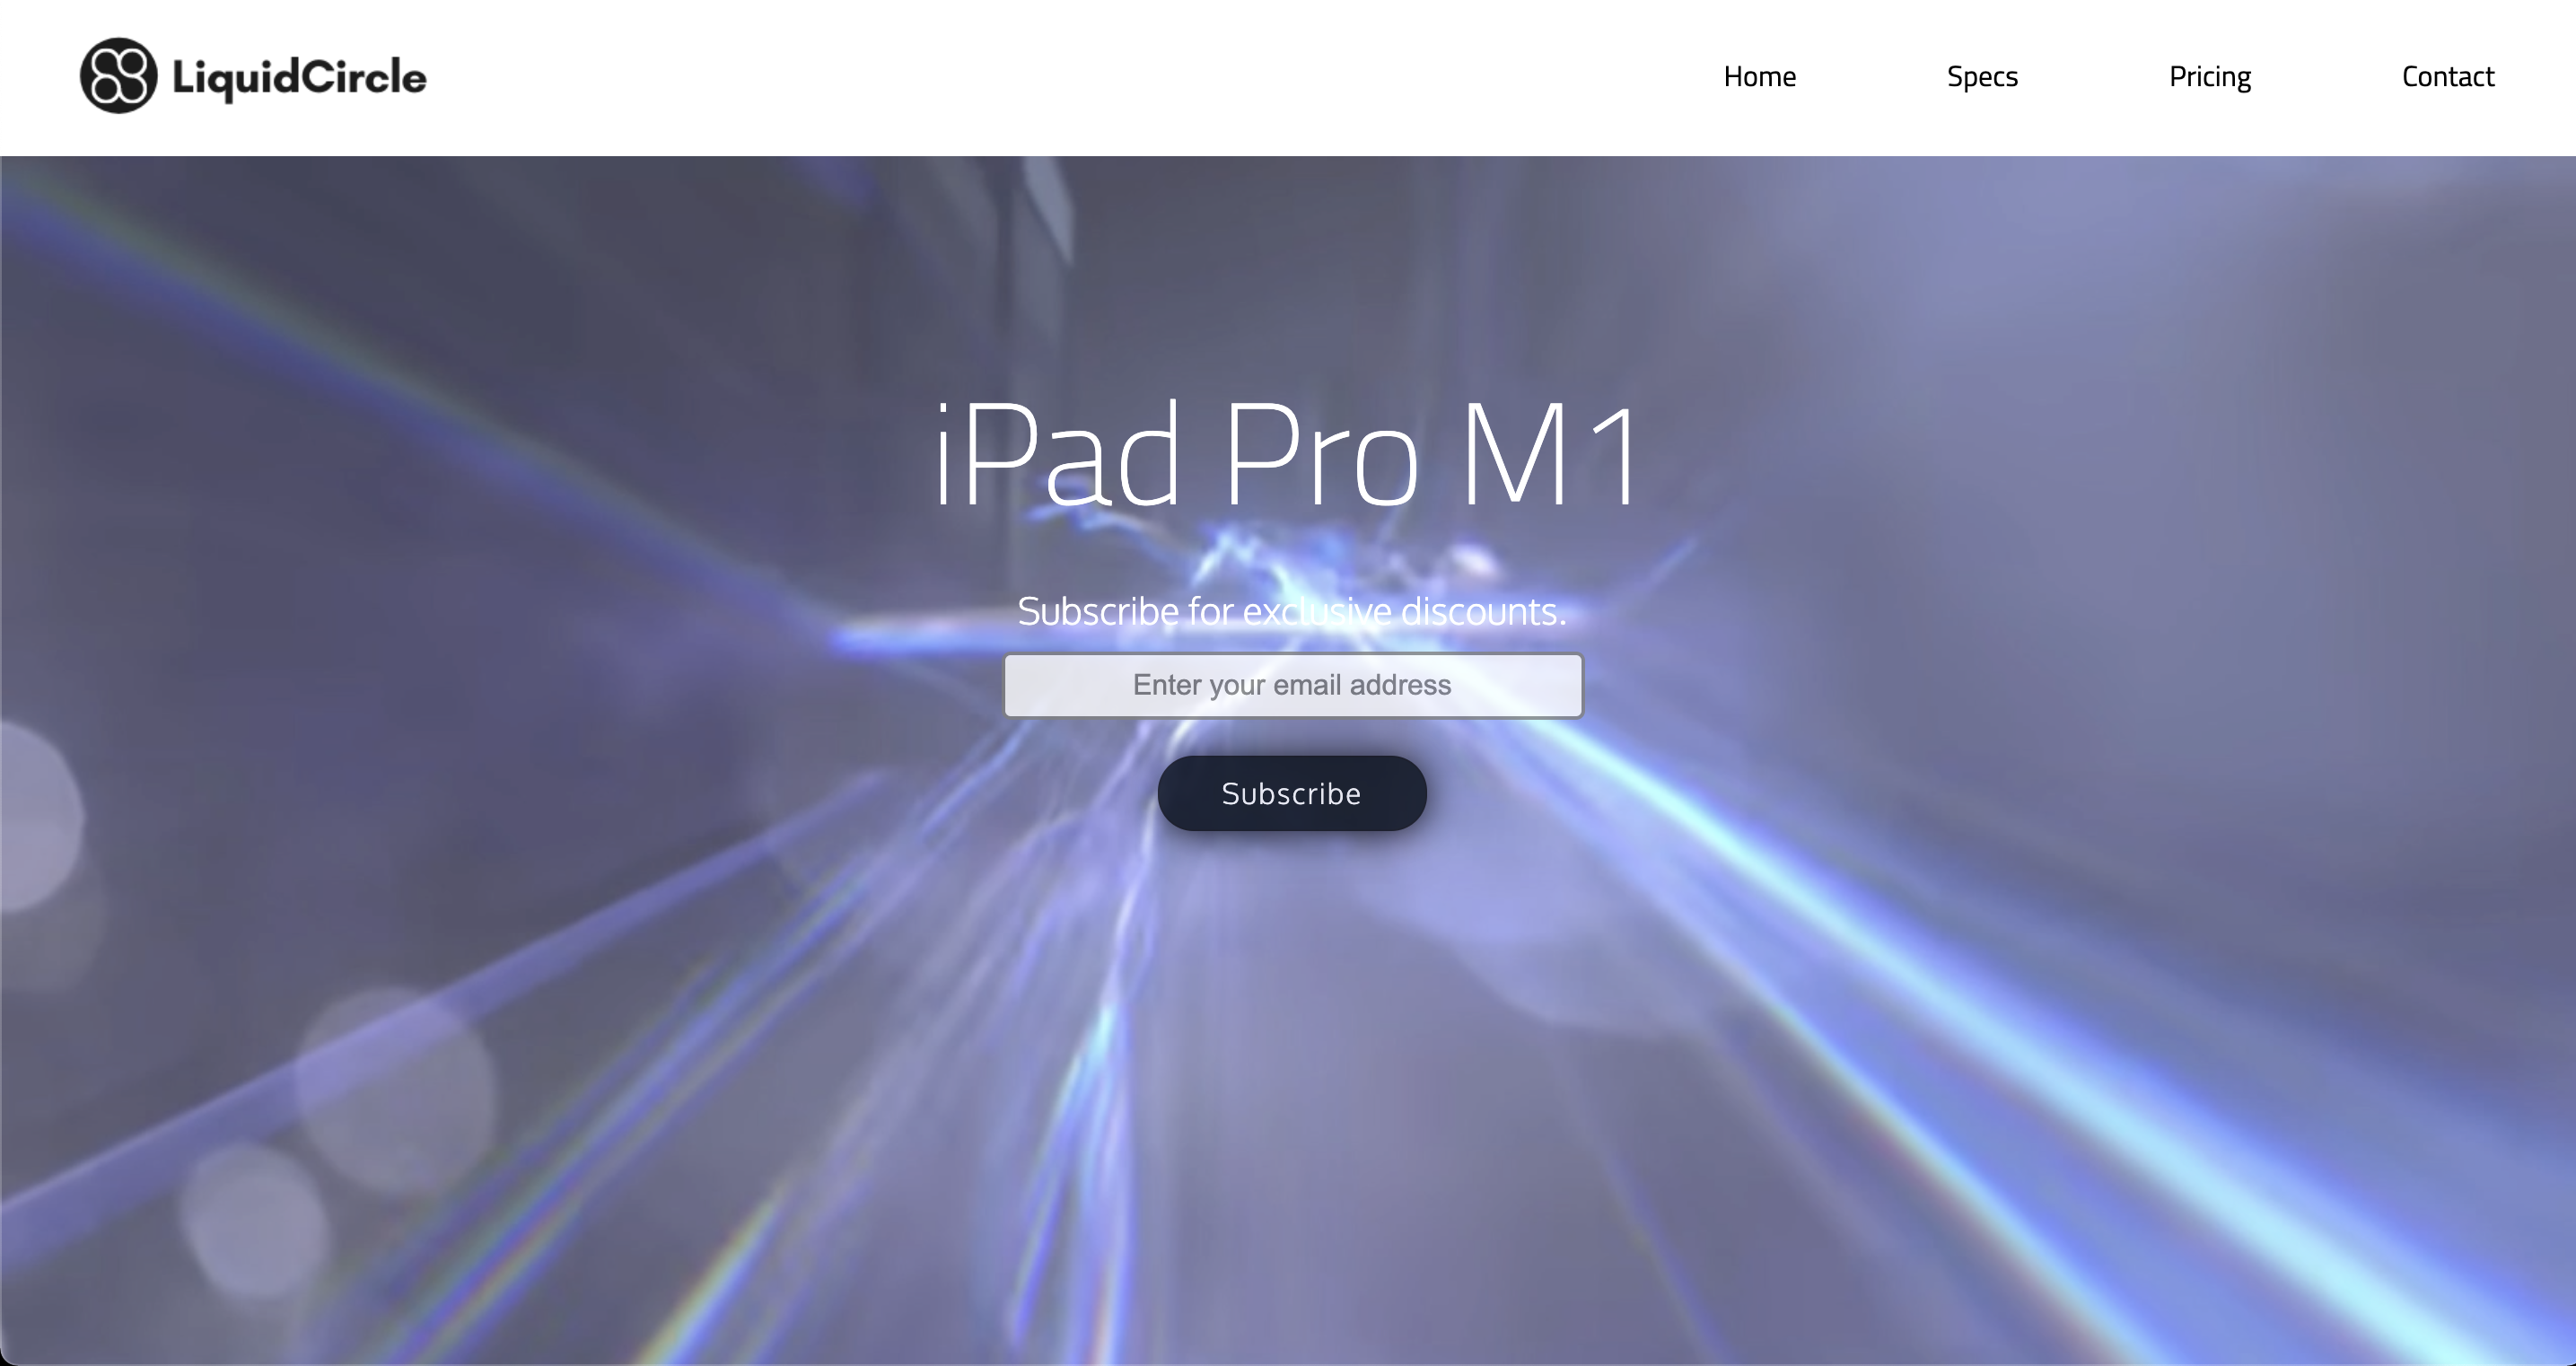 LiquidCircle
Home Specs Pricing Contact
iPad Pro M1
Subscribe for exclusive discounts.
Enter your email address
Subscribe